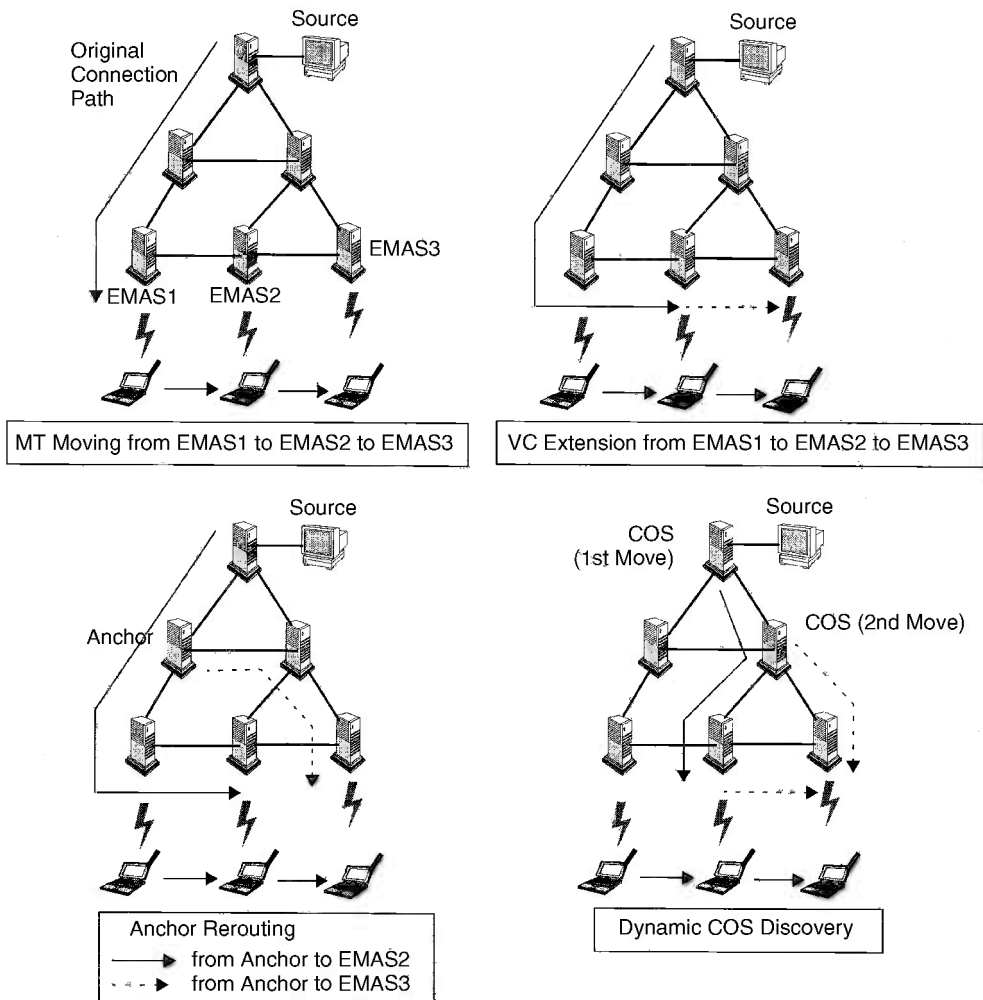 Source
Original
Connection
Path
EMAS3
EMAS1
EMAS2
MT Moving from EMAS1 to EMAS2 to EMAS3
Source
VC Extension from EMAS1 to EMAS2 to EMAS3
Source
Anchor
Anchor Rerouting
from Anchor to EMAS2
from Anchor to EMAS3
COS
(1st Move)
Source
COS (2nd Move)
Dynamic COS Discovery